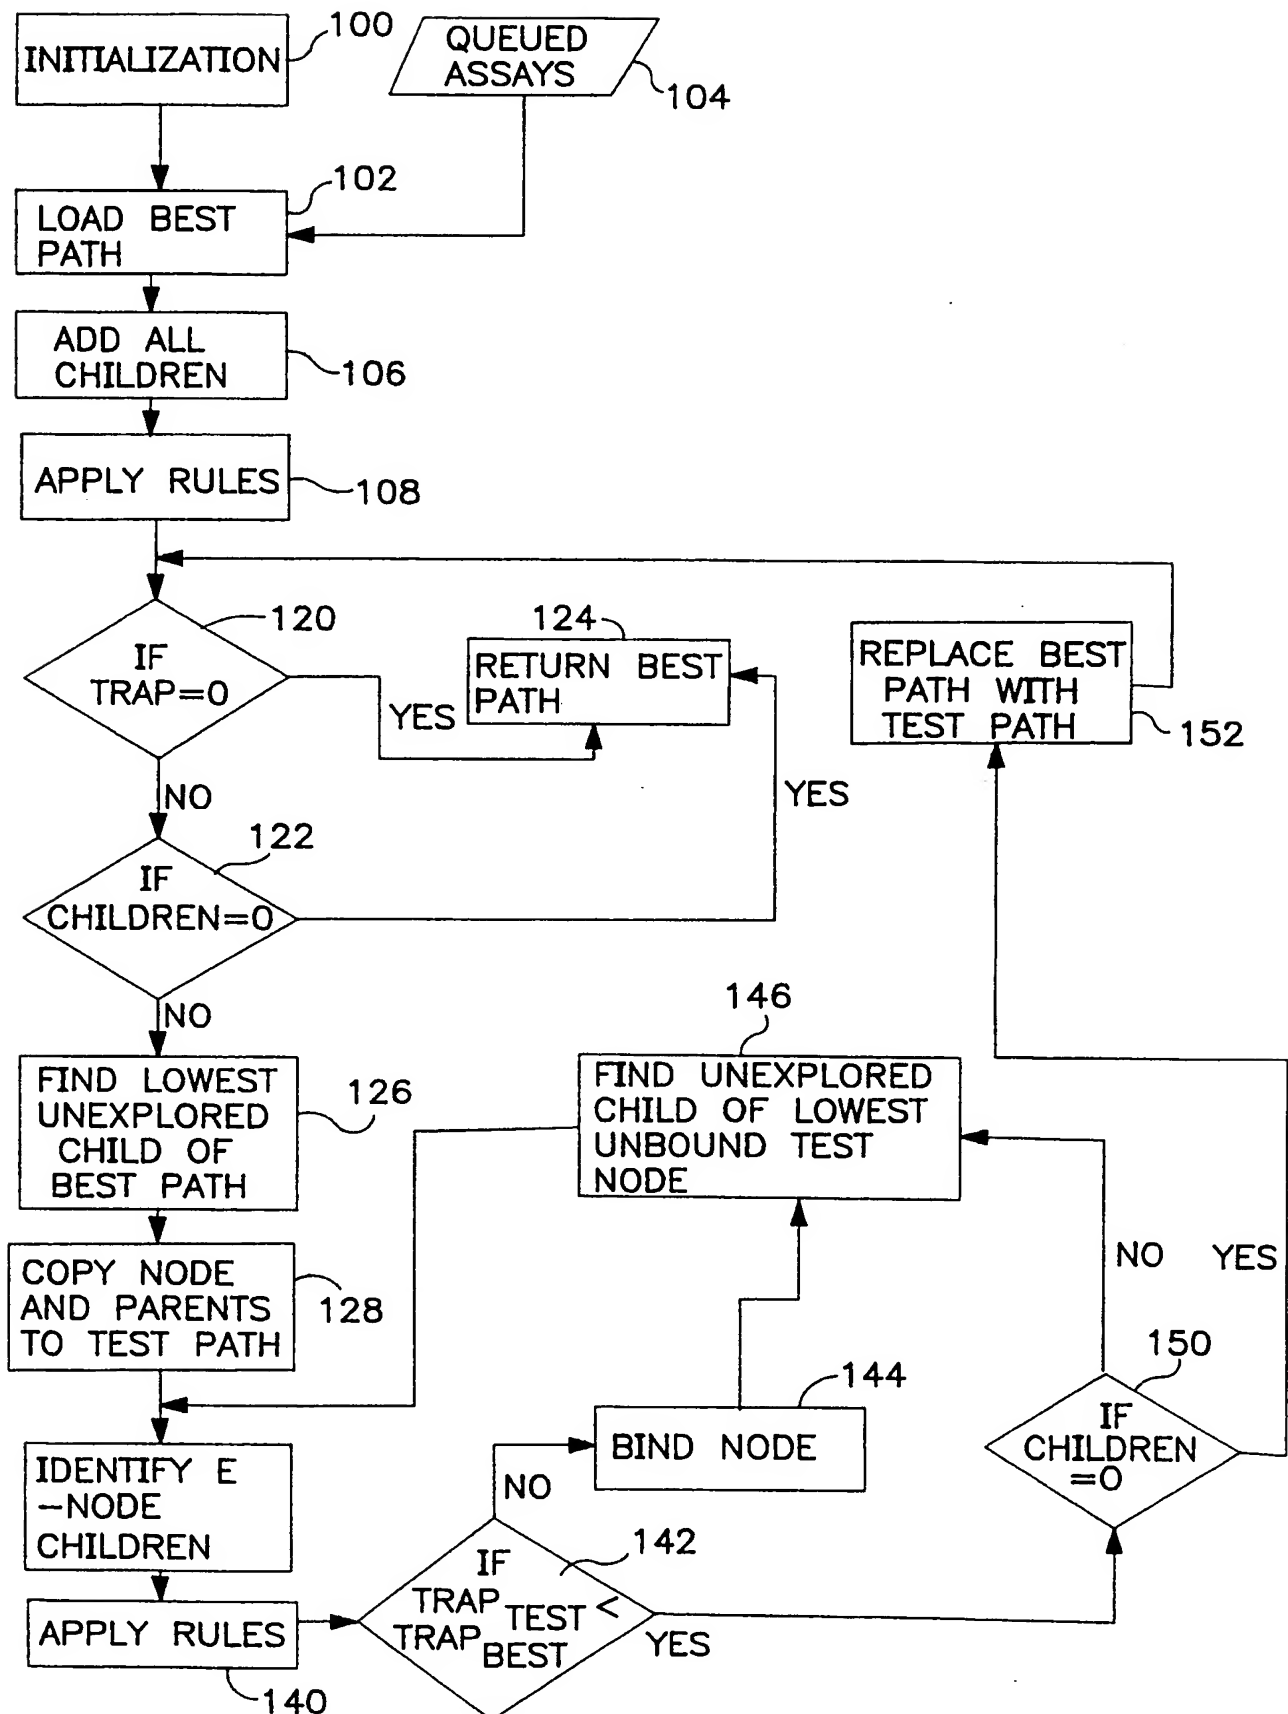 INITIALIZATION
100
QUEUED
ASSAYS
104
LOAD BEST
PATH
102
ADD ALL
CHILDREN
106
APPLY RULES
108
IF
TRAP=0
120
YES
NO
RETURN BEST
PATH
124
REPLACE BEST
PATH WITH
TEST PATH
152
IF
CHILDREN=0
122
YES
NO
FIND LOWEST
UNEXPLORED
CHILD OF
BEST PATH
126
FIND UNEXPLORED
CHILD OF LOWEST
UNBOUND TEST
NODE
146
COPY NODE
AND PARENTS
TO TEST PATH
128
NO
YES
IF
CHILDREN
=0
150
BIND NODE
144
IDENTIFY E
-NODE
CHILDREN
NO
APPLY RULES
140
IF
TRAP TEST <
TRAP BEST
142
YES